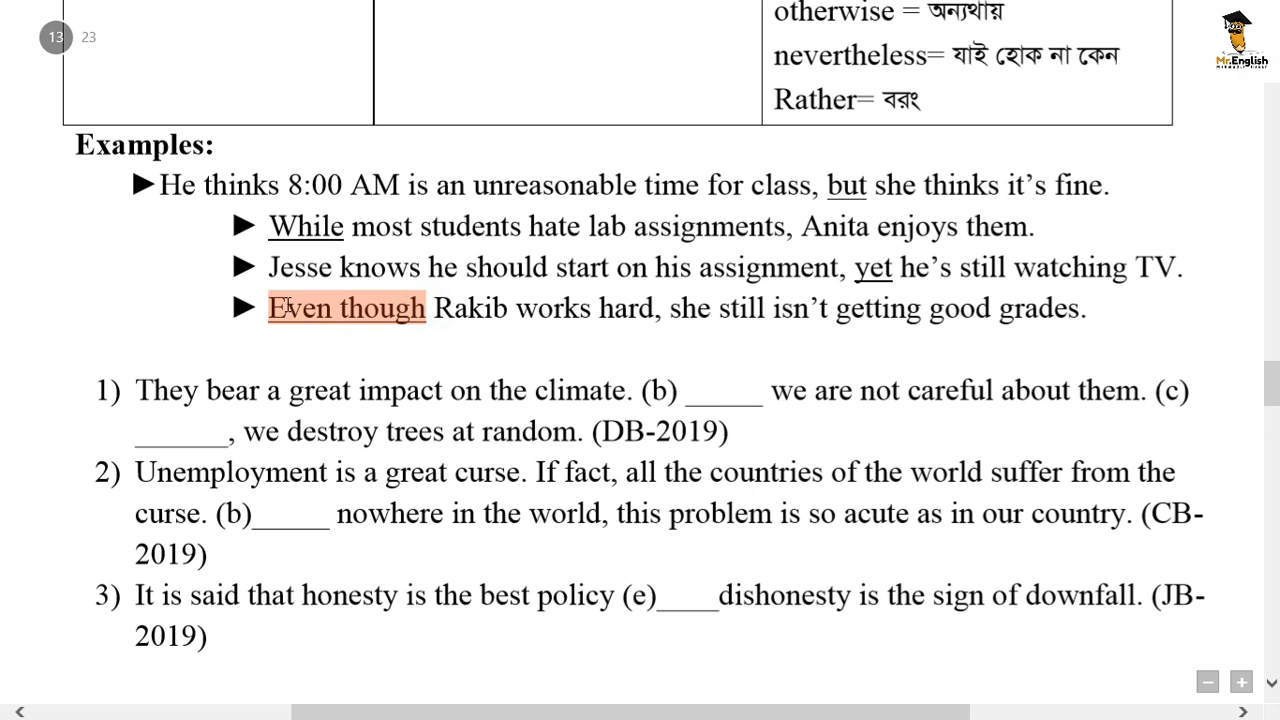 otherwise = অন্যথায়
13 23
nevertheless= যাই হোক না কেন
Mr.English
Rather= বরং
Examples:
►He thinks 8:00 AM is an unreasonable time for class, but she thinks it’s fine.
► While most students hate lab assignments, Anita enjoys them.
► Jesse knows he should start on his assignment, yet he’s still watching TV.
► Even though Rakib works hard, she still isn’t getting good grades.
1) They bear a great impact on the climate. (b) _____ we are not careful about them. (c)
______, we destroy trees at random. (DB-2019)
2) Unemployment is a great curse. If fact, all the countries of the world suffer from the
curse. (b)_____ nowhere in the world, this problem is so acute as in our country. (CB-
2019)
3) It is said that honesty is the best policy (e)____dishonesty is the sign of downfall. (JB-
2019)